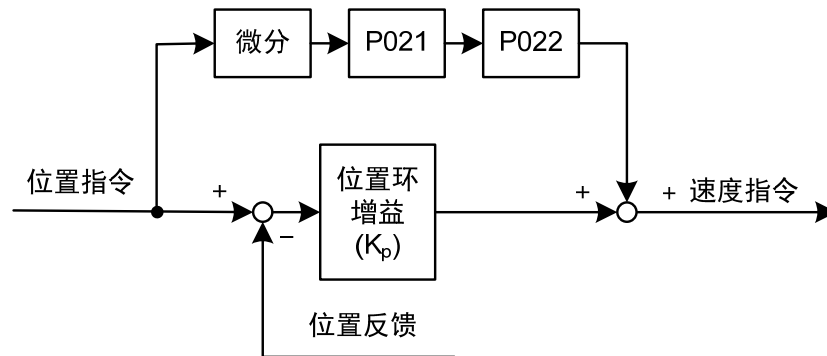 微分
P021
P022
位置指令
+
−
位置环
增益
(Kp)
+
+
速度指令
位置反馈